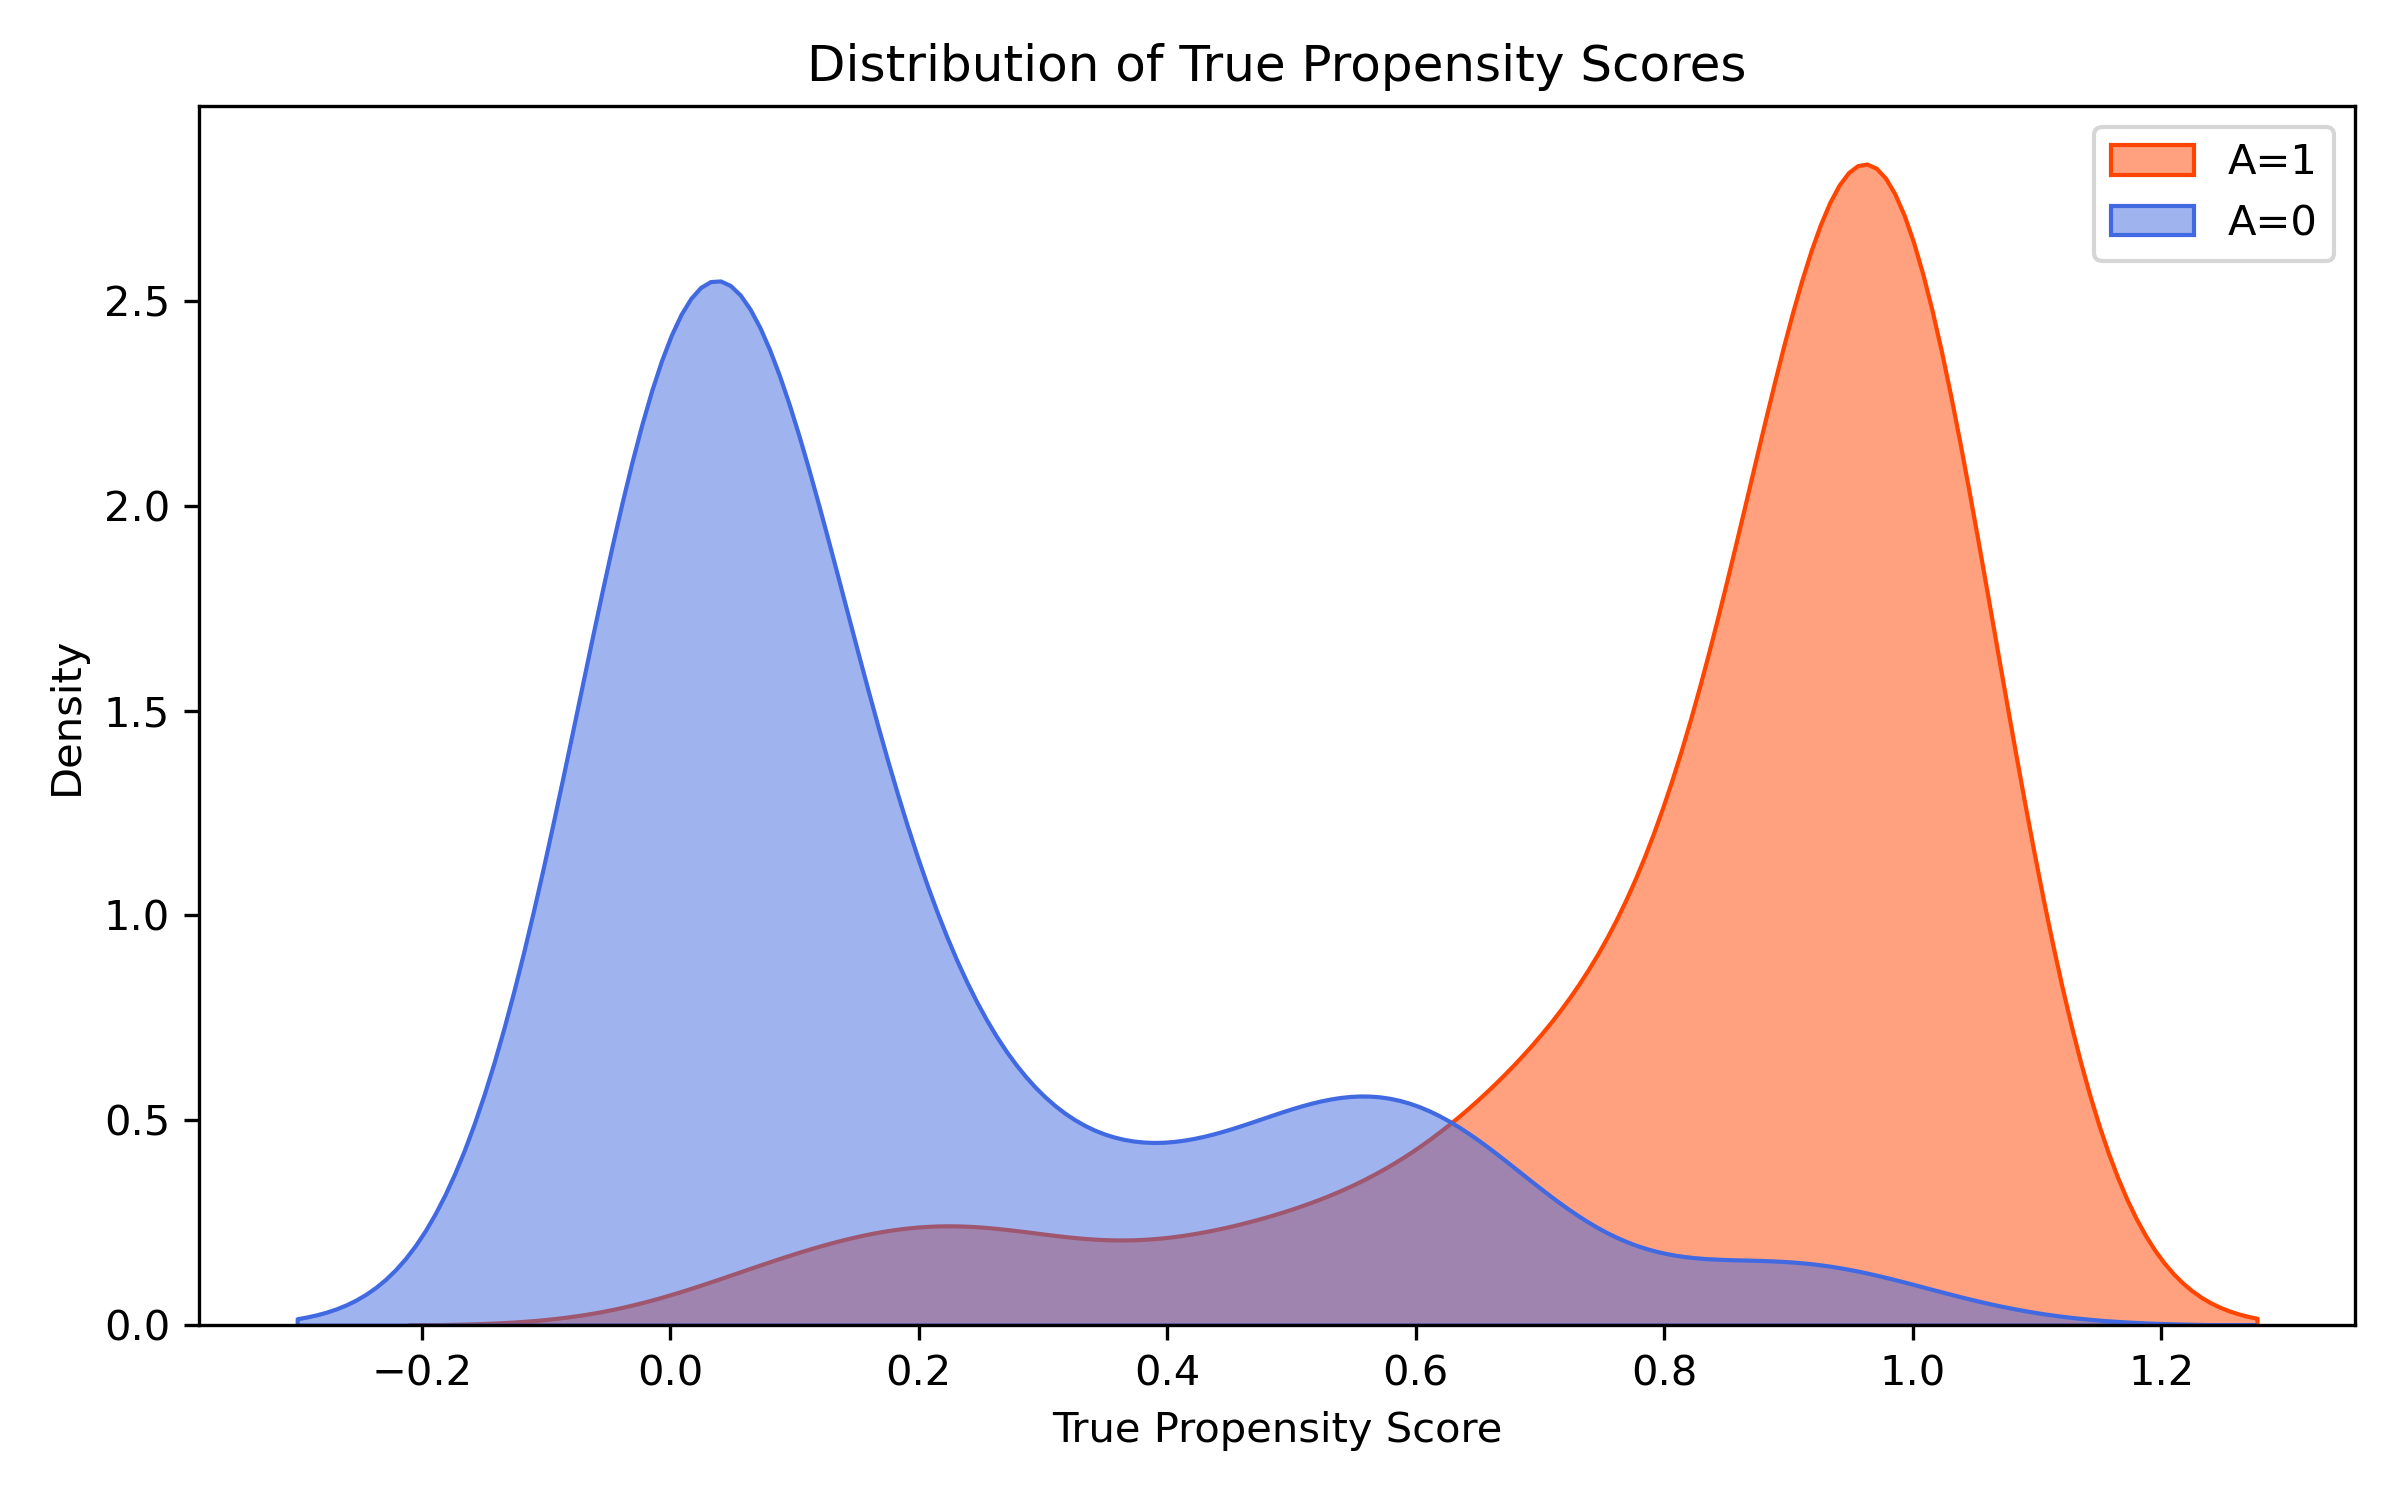 Distribution of True Propensity Scores
A=1
A=0
2.5
2.0
1.5
1.0
0.5
0.0
Density
−0.2 0.0 0.2 0.4 0.6 0.8 1.0 1.2
True Propensity Score